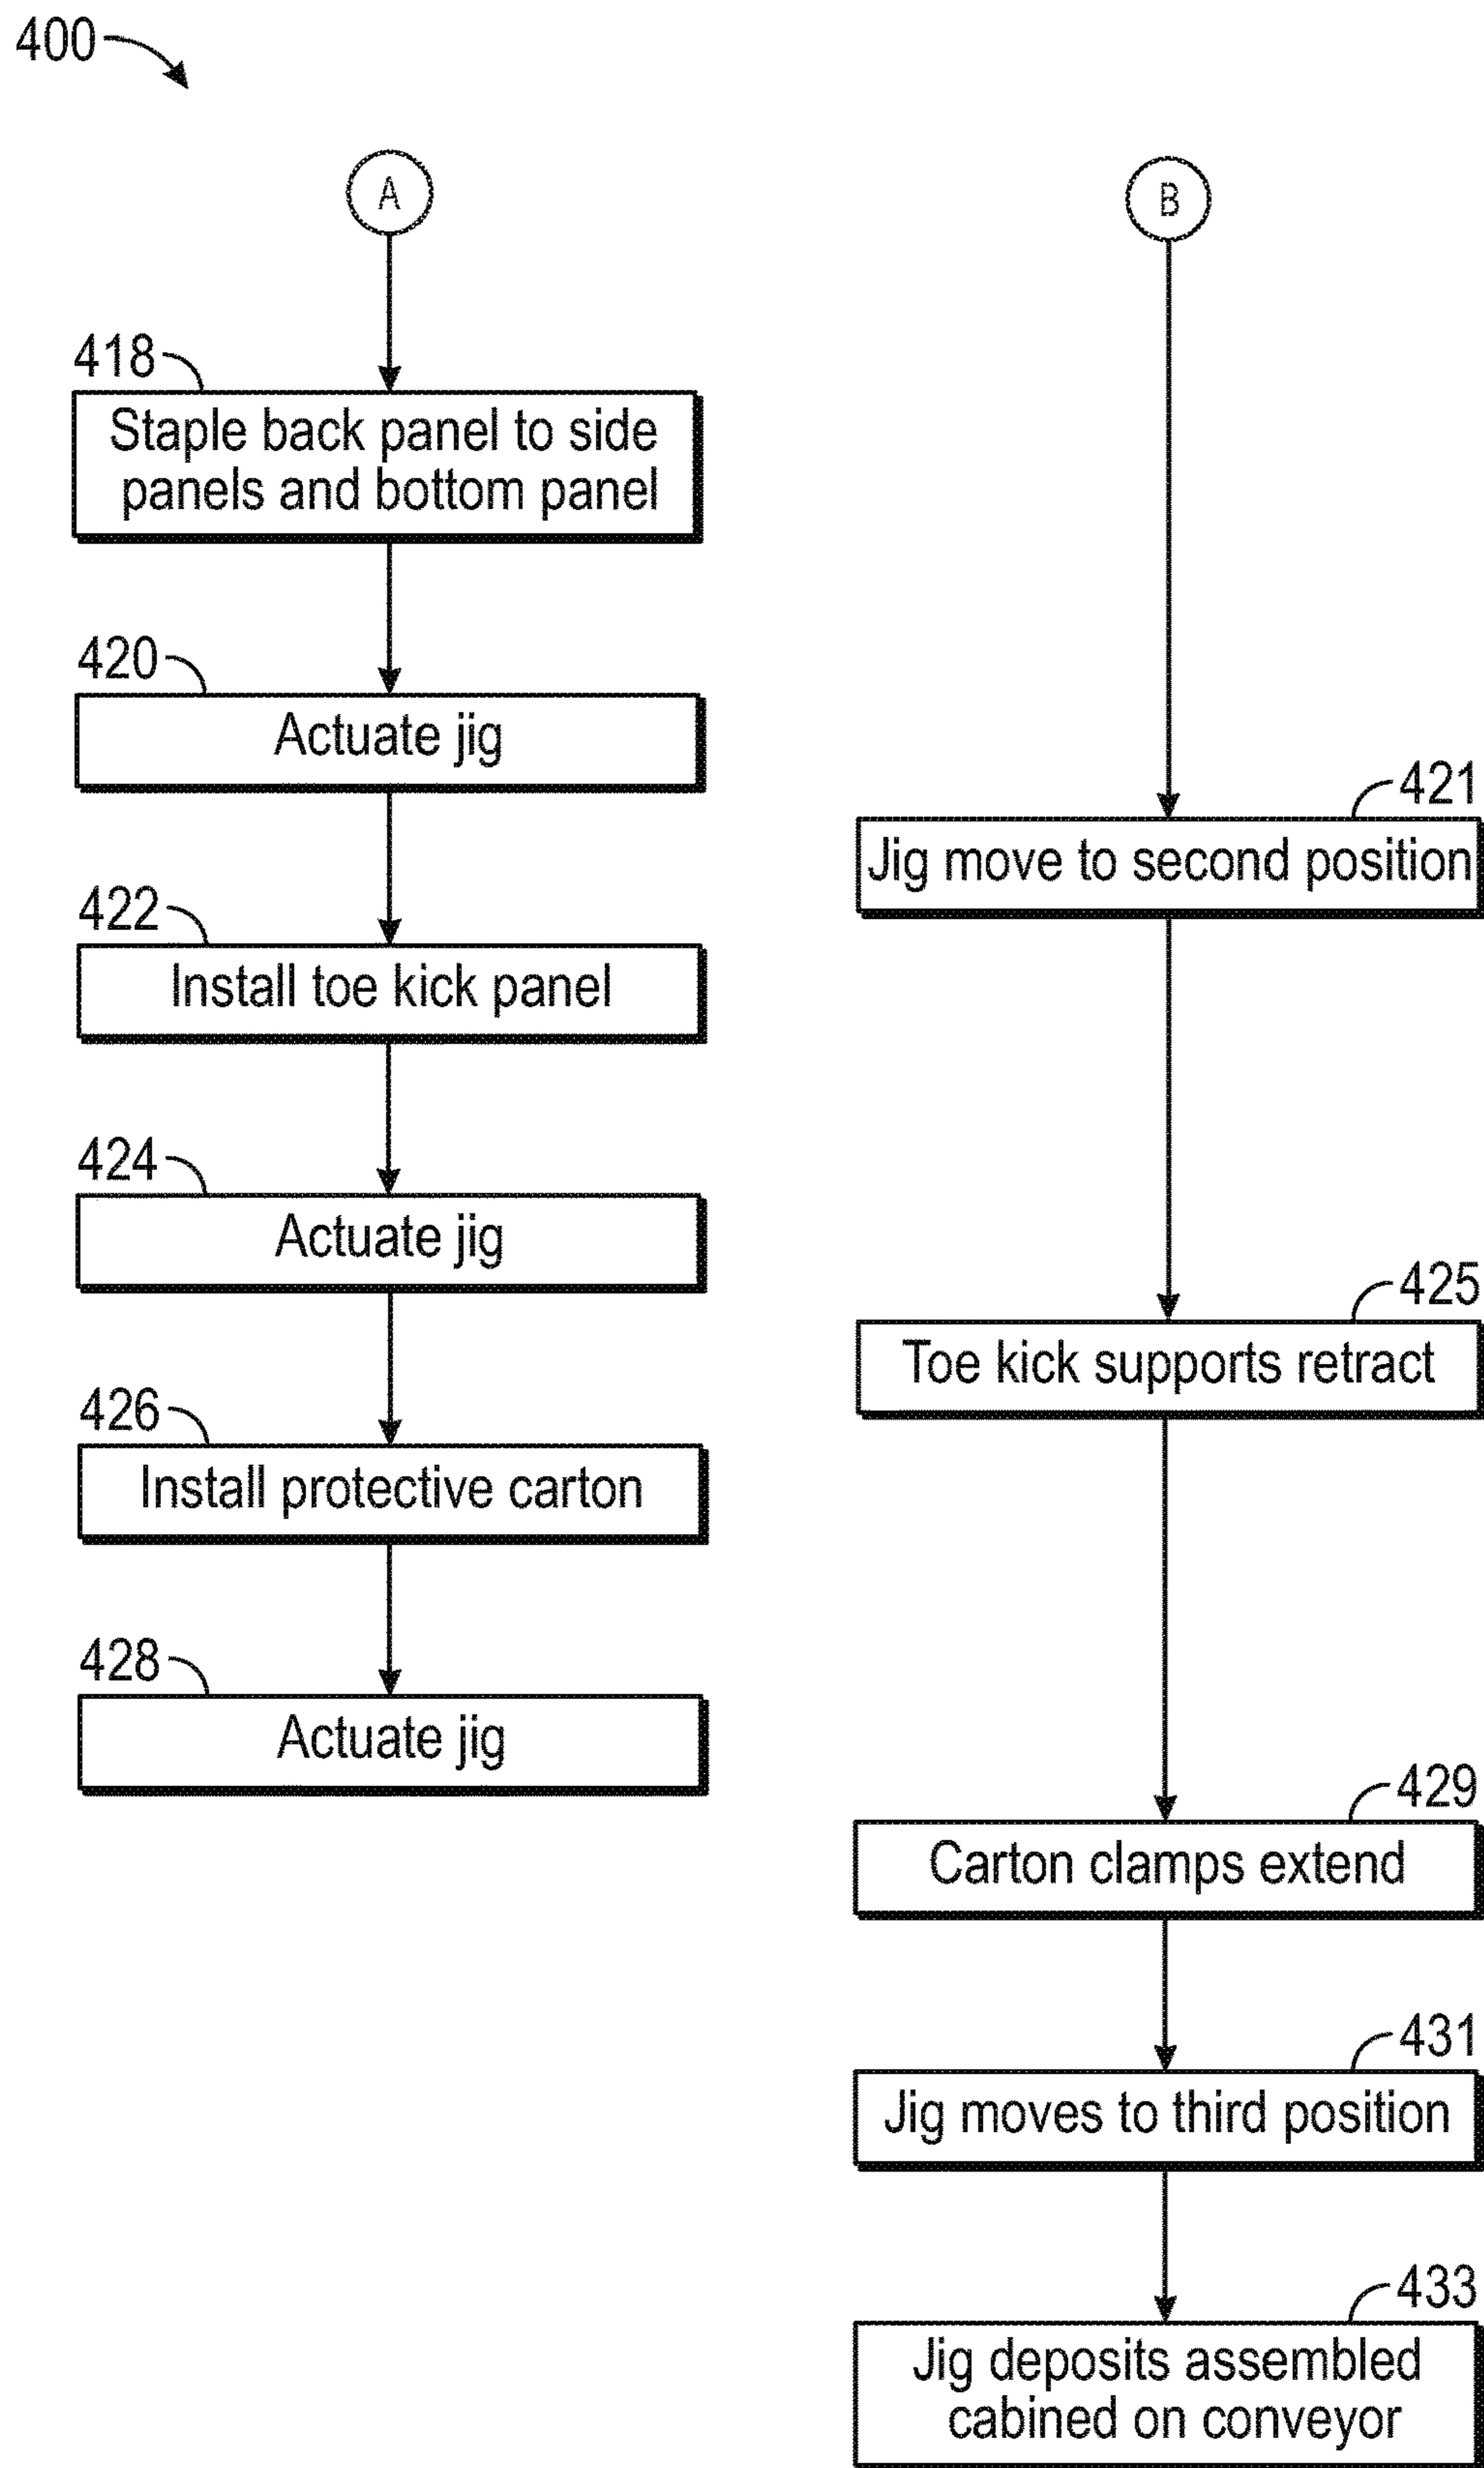 400
A
418
Staple back panel to side
panels and bottom panel
420
Actuate jig
422
Install toe kick panel
424
Actuate jig
426
Install protective carton
428
Actuate jig
B
421
Jig move to second position
425
Toe kick supports retract
429
Carton clamps extend
431
Jig moves to third position
433
Jig deposits assembled
cabined on conveyor